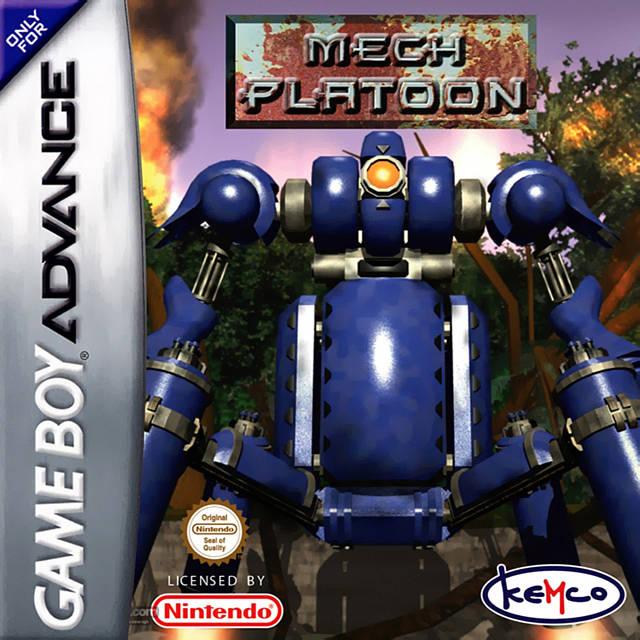 ONLY
FOR
GAME BOY ADVANCE
MECH
PLATOON
Original
Nintendo
Seal of
Quality
LICENSED BY
Nintendo
KEMCO